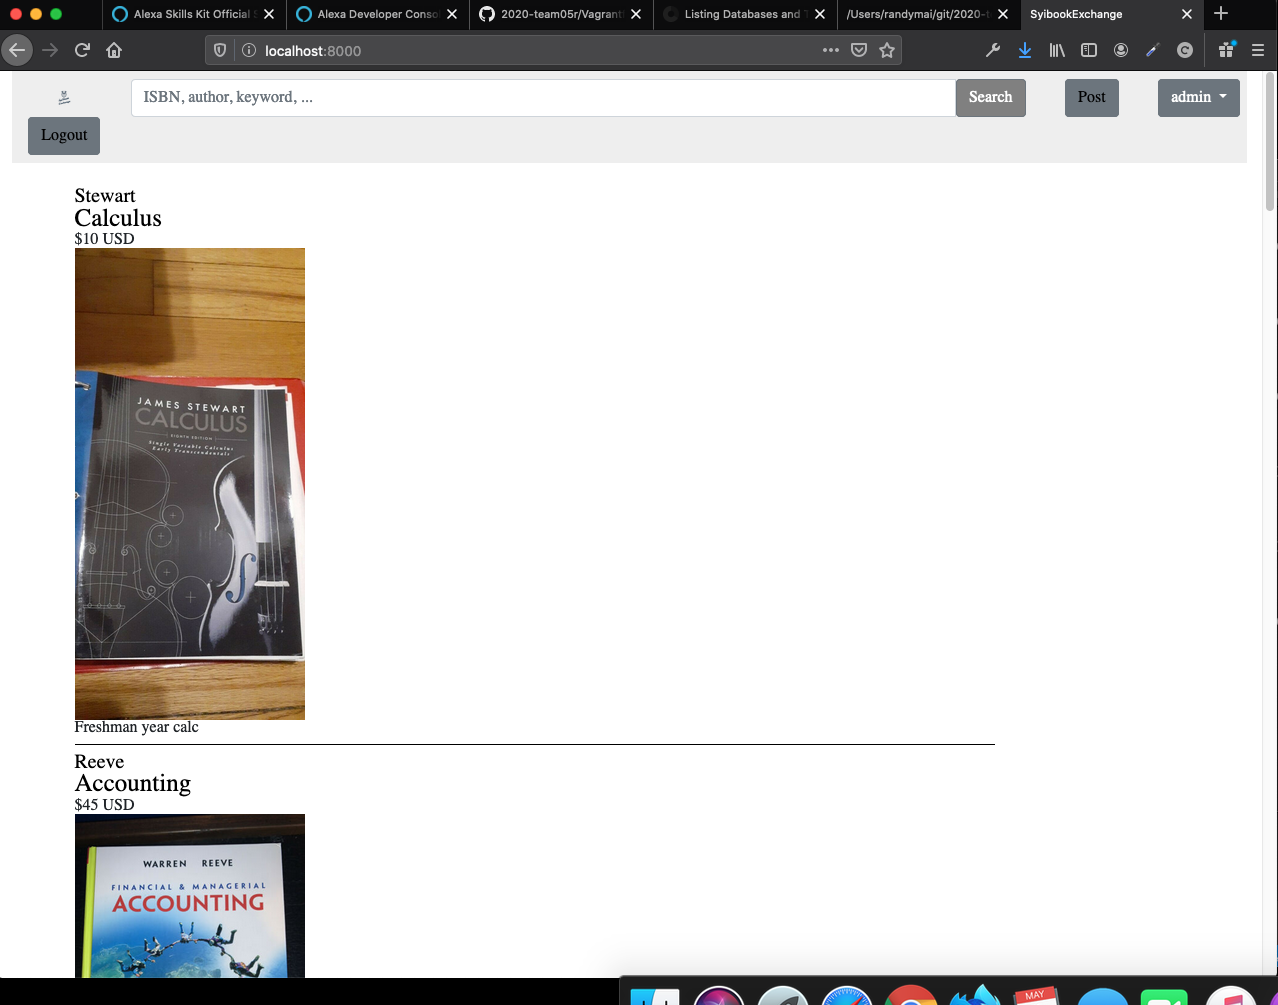 Alexa Skills Kit Official
Alexa Developer Conso
2020-team05r/Vagrant
Listing Databases and
/Users/randymai/git/2020-t
SyibookExchange
localhost:8000
ISBN, author, keyword, ...
Search
Post
admin
Logout
Stewart
Calculus
$10 USD
JAMES STEWART
CALCULUS
EIGHTH EDITION
Single Variable Calculus
Early Transcendentals
Freshman year calc
Reeve
Accounting
$45 USD
WARREN REEVE
FINANCIAL & MANAGERIAL
ACCOUNTING
MAY